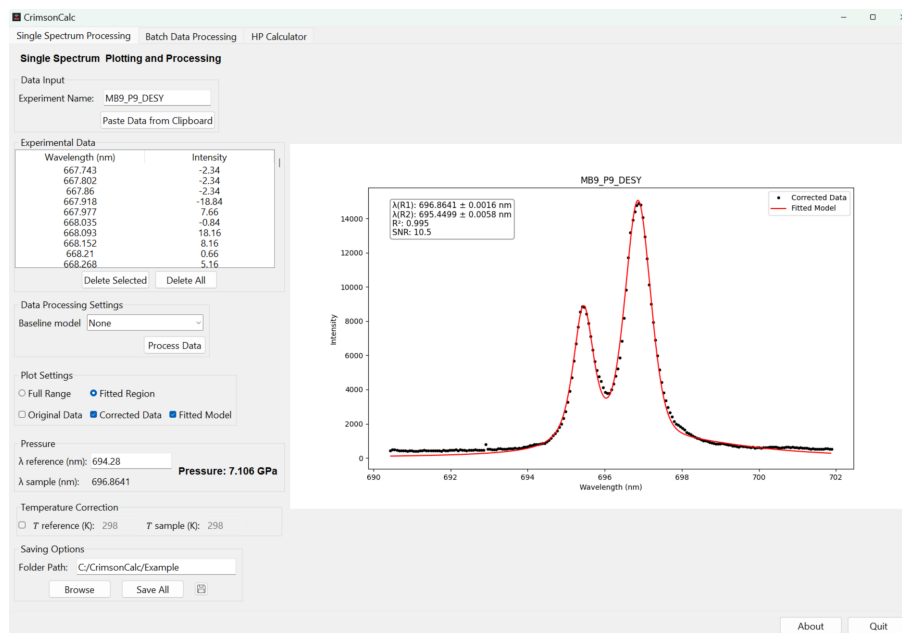 CrimsonCalc
Single Spectrum Processing Batch Data Processing HP Calculator
Single Spectrum Plotting and Processing
Data Input
Experiment Name: MB9_P9_DESY
Paste Data from Clipboard
Experimental Data
Wavelength (nm) Intensity
667.743 -2.34
667.802 -2.34
667.86 -2.34
667.918 -18.84
667.977 7.66
668.035 -0.84
668.093 18.16
668.152 8.16
668.21 0.66
668.268 5.16
Delete Selected Delete All
Data Processing Settings
Baseline model None
Process Data
Plot Settings
Full Range Fitted Region
Original Data Corrected Data Fitted Model
Pressure
λ reference (nm): 694.28
Pressure: 7.106 GPa
λ sample (nm): 696.8641
Temperature Correction
T reference (K): 298 T sample (K): 298
Saving Options
Folder Path: C:/CrimsonCalc/Example
Browse Save All
MB9_P9_DESY
λ(R1): 696.8641 ± 0.0016 nm
λ(R2): 695.4499 ± 0.0058 nm
R²: 0.995
SNR: 10.5
Corrected Data
Fitted Model
Intensity
14000
12000
10000
8000
6000
4000
2000
0
690 692 694 696 698 700 702
Wavelength (nm)
About Quit